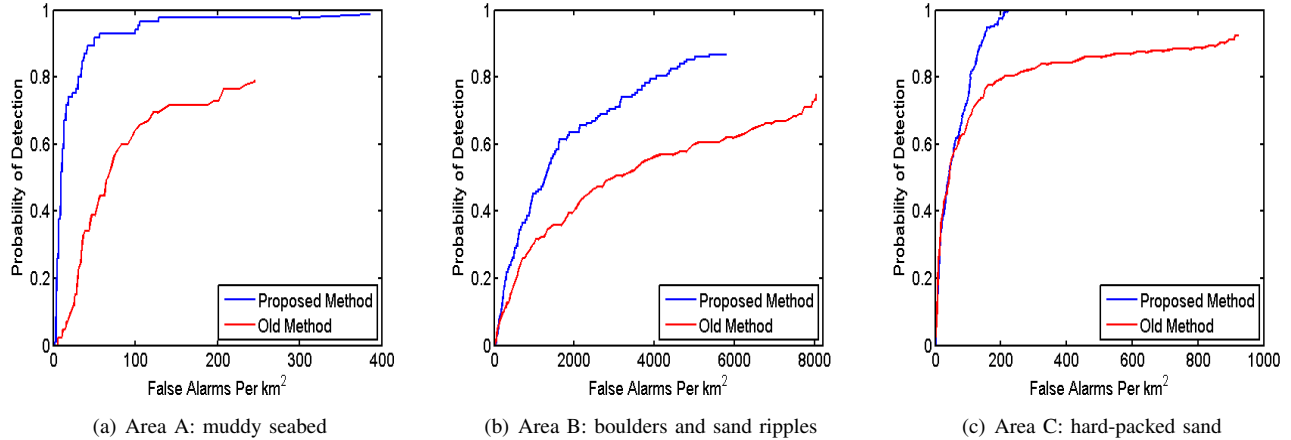 1
0.8
0.6
0.4
0.2
0
0 100 200 300 400
Probability of Detection
False Alarms Per km²
Proposed Method
Old Method
(a) Area A: muddy seabed
1
0.8
0.6
0.4
0.2
0
0 2000 4000 6000 8000
Probability of Detection
False Alarms Per km²
Proposed Method
Old Method
(b) Area B: boulders and sand ripples
1
0.8
0.6
0.4
0.2
0
0 200 400 600 800 1000
Probability of Detection
False Alarms Per km²
Proposed Method
Old Method
(c) Area C: hard-packed sand